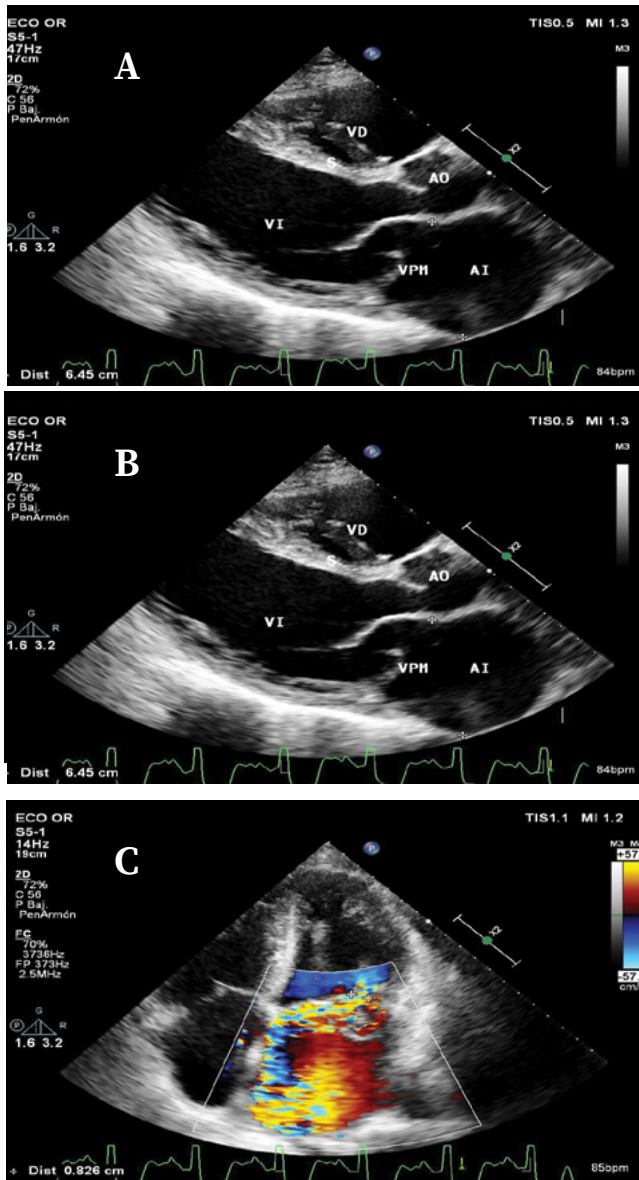 ECO OR
TIS0.5 MI 1.3
S5-1
47Hz
17cm
A
M3
2D
72%
C 56
P Baj.
PenArmón
VD
X2
S
AO
G
P R
1.6 3.2
VI
VPM
AI
Dist 6.45 cm
84bpm
ECO OR
TIS0.5 MI 1.3
S5-1
47Hz
17cm
B
M3
2D
72%
C 56
P Baj.
PenArmón
VD
X2
S
AO
G
P R
1.6 3.2
VI
VPM
AI
Dist 6.45 cm
84bpm
ECO OR
TIS1.1 MI 1.2
S5-1
14Hz
19cm
C
M3
+57.
2D
72%
C 56
P Baj.
PenArmón
X2
FC
70%
3736Hz
FP 373Hz
2.5MHz
-57.
cm/
G
P R
1.6 3.2
Dist 0.826 cm
85bpm